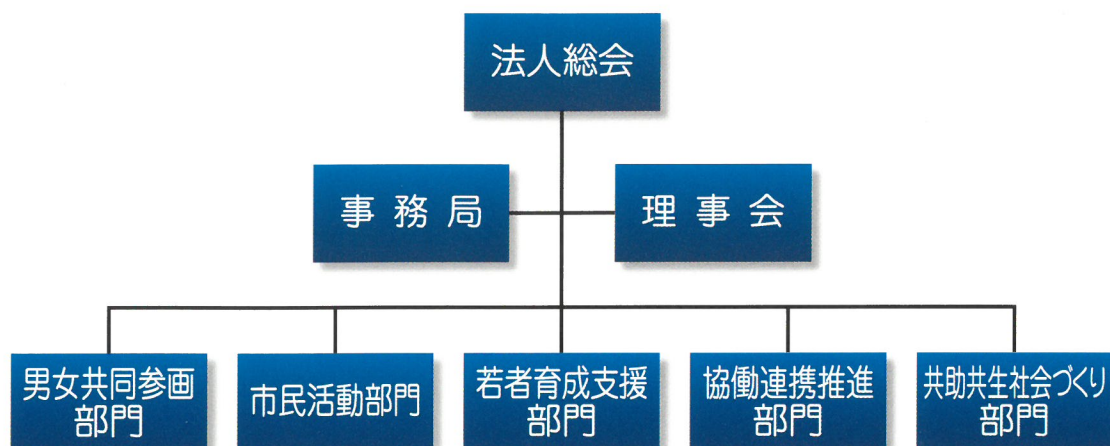 法人総会
事務局
理事会
男女共同参画
部門
市民活動部門
若者育成支援
部門
協働連携推進
部門
共助共生社会づくり
部門